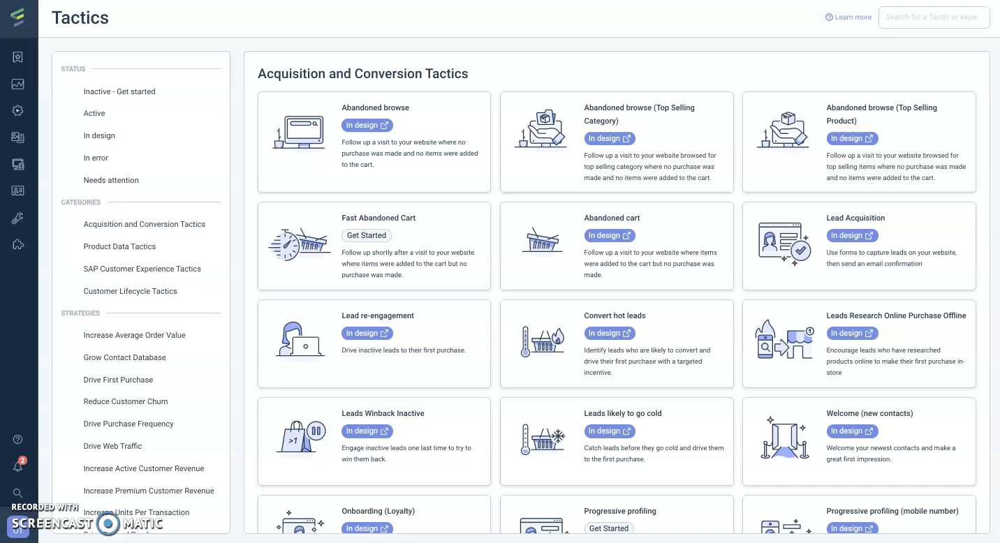 Tactics
Learn more
Search for a Tactic or keyw...
STATUS
Inactive - Get started
Active
In design
In error
Needs attention
CATEGORIES
Acquisition and Conversion Tactics
Product Data Tactics
SAP Customer Experience Tactics
Customer Lifecycle Tactics
STRATEGIES
Increase Average Order Value
Grow Contact Database
Drive First Purchase
Reduce Customer Churn
Drive Purchase Frequency
Drive Web Traffic
Increase Active Customer Revenue
Increase Premium Customer Revenue
Increase Units Per Transaction
Acquisition and Conversion Tactics
Abandoned browse
In design
Follow up a visit to your website where no
purchase was made and no items were added
to the cart.
Abandoned browse (Top Selling
Category)
In design
Follow up a visit to your website browsed for
top selling category where no purchase was
made and no items were added to the cart.
Abandoned browse (Top Selling
Product)
In design
Follow up a visit to your website browsed for
top selling items where no purchase was made
and no items were added to the cart.
Fast Abandoned Cart
Get Started
Follow up shortly after a visit to your website
where items were added to the cart but no
purchase was made.
Abandoned cart
In design
Follow up a visit to your website where items
were added to the cart but no purchase was
made.
Lead Acquisition
In design
Use forms to capture leads on your website,
then send an email confirmation
Lead re-engagement
In design
Drive inactive leads to their first purchase.
Convert hot leads
In design
Identify leads who are likely to convert and
drive their first purchase with a targeted
incentive.
Leads Research Online Purchase Offline
1
In design
Encourage leads who have researched
products online to make their first purchase in-
store
Leads Winback Inactive
>1
In design
Engage inactive leads one last time to try to
win them back.
Leads likely to go cold
In design
Catch leads before they go cold and drive them
to the first purchase.
Welcome (new contacts)
In design
Welcome your newest contacts and make a
great first impression.
Onboarding (Loyalty)
In design
Progressive profiling
Get Started
Progressive profiling (mobile number)
In design
2
RECORDED WITH
SCREENCAST MATIC